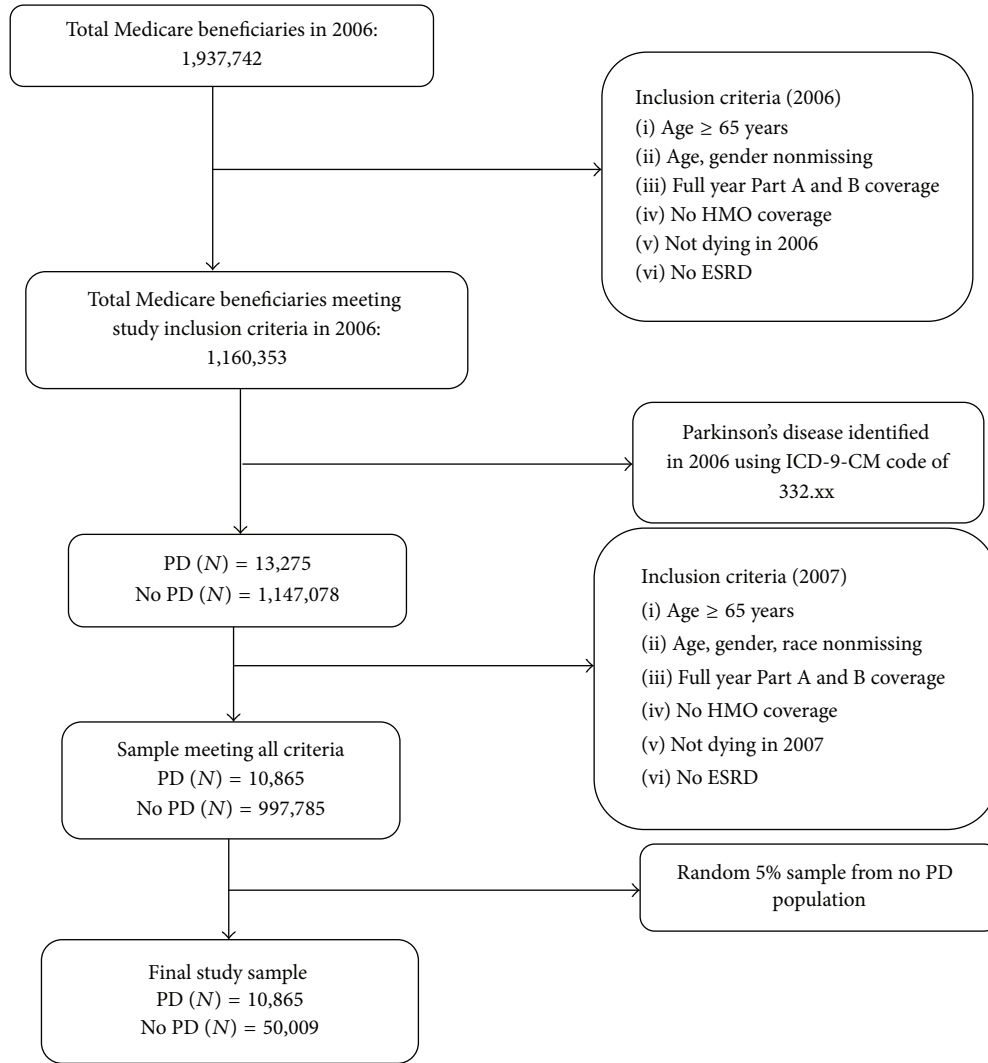 Total Medicare beneficiaries in 2006:
1,937,742
Inclusion criteria (2006)
(i) Age ≥ 65 years
(ii) Age, gender nonmissing
(iii) Full year Part A and B coverage
(iv) No HMO coverage
(v) Not dying in 2006
(vi) No ESRD
Total Medicare beneficiaries meeting
study inclusion criteria in 2006:
1,160,353
Parkinson's disease identified
in 2006 using ICD-9-CM code of
332.xx
PD (N) = 13,275
No PD (N) = 1,147,078
Inclusion criteria (2007)
(i) Age ≥ 65 years
(ii) Age, gender, race nonmissing
(iii) Full year Part A and B coverage
(iv) No HMO coverage
(v) Not dying in 2007
(vi) No ESRD
Sample meeting all criteria
PD (N) = 10,865
No PD (N) = 997,785
Random 5% sample from no PD
population
Final study sample
PD (N) = 10,865
No PD (N) = 50,009